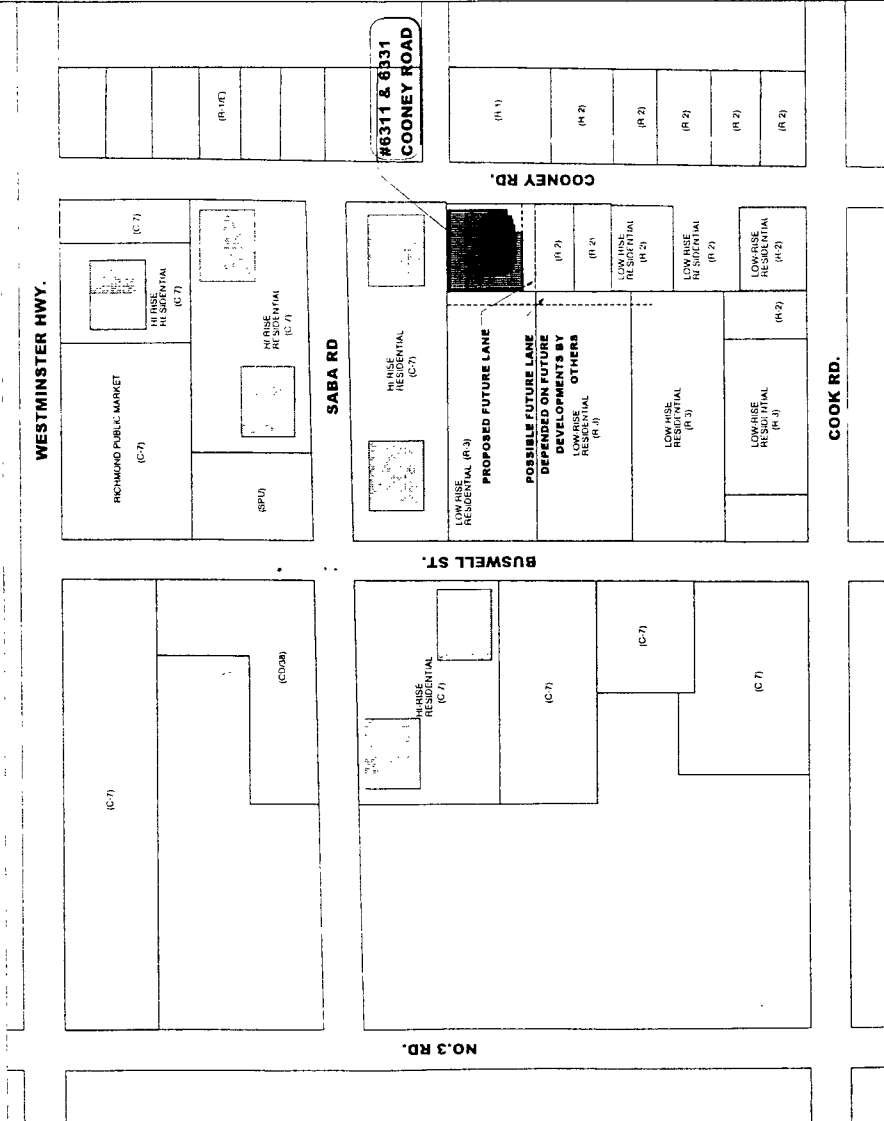 #6311 & 6331
COONEY ROAD
(R-1/E)
(R-1)
(R-2)
(R-2)
(R-2)
(R-2)
(R-2)
COONEY RD.
WESTMINSTER HWY.
(C-7)
HI RISE
RESIDENTIAL
(C-7)
RICHMOND PUBLIC MARKET
(C-7)
HI RISE
RESIDENTIAL
(C-7)
(SPU)
SABA RD
HI RISE
RESIDENTIAL
(C-7)
LOW RISE
RESIDENTIAL (R-3)
PROPOSED FUTURE LANE
POSSIBLE FUTURE LANE
DEPENDED ON FUTURE
DEVELOPMENTS BY
OTHERS
LOW-RISE
RESIDENTIAL
(R-3)
(R-2)
(R-2)
LOW RISE
RESIDENTIAL
(R-2)
LOW RISE
RESIDENTIAL
(R-2)
LOW-RISE
RESIDENTIAL
(R-2)
(R-2)
LOW RISE
RESIDENTIAL
(R-3)
LOW-RISE
RESIDENTIAL
(R-3)
COOK RD.
BUSWELL ST.
(C-7)
(CD/38)
HI-RISE
RESIDENTIAL
(C-7)
(C-7)
(C-7)
(C-7)
NO.3 RD.